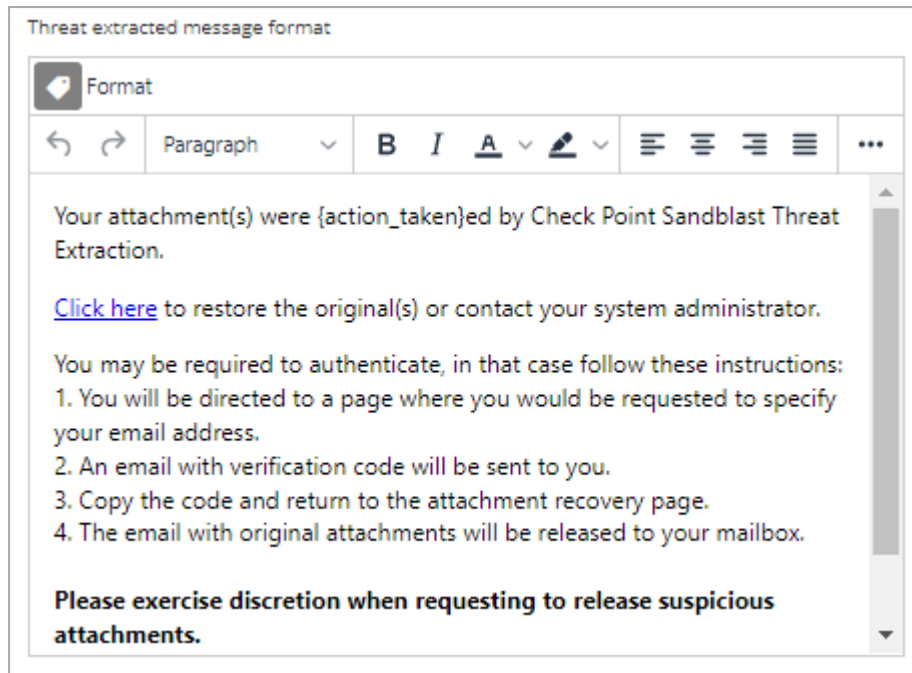 Threat extracted message format
Format
Paragraph B I A
Your attachment(s) were {action_taken}ed by Check Point Sandblast Threat
Extraction.
Click here to restore the original(s) or contact your system administrator.
You may be required to authenticate, in that case follow these instructions:
1. You will be directed to a page where you would be requested to specify
your email address.
2. An email with verification code will be sent to you.
3. Copy the code and return to the attachment recovery page.
4. The email with original attachments will be released to your mailbox.
Please exercise discretion when requesting to release suspicious
attachments.